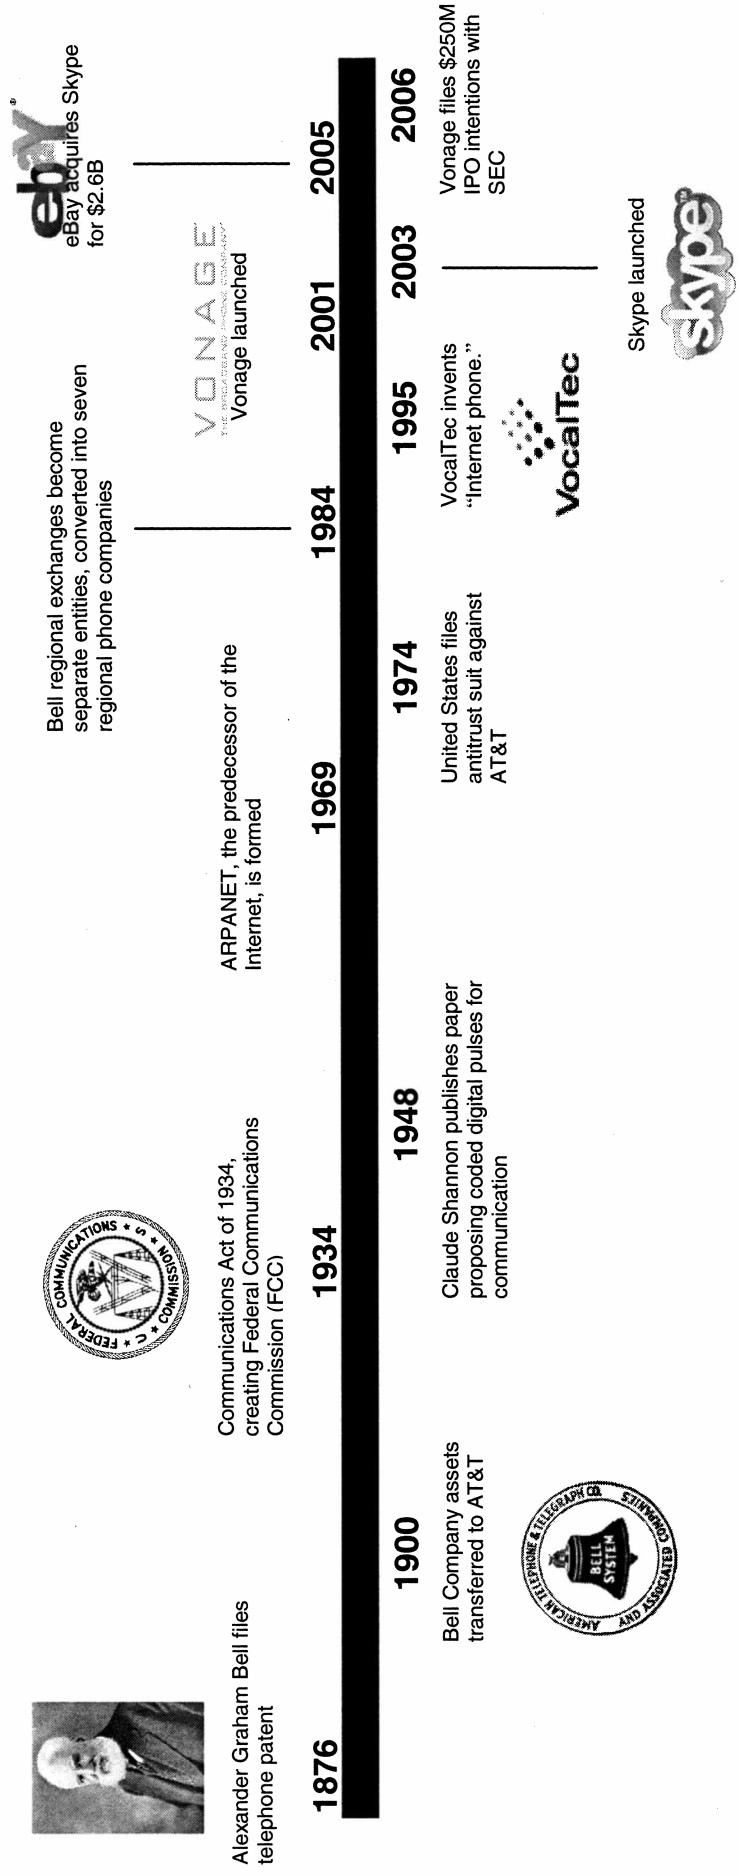 Alexander Graham Bell files
telephone patent
1876
1900
Bell Company assets
transferred to AT&T
AMERICAN TELEPHONE & TELEGRAPH CO.
BELL
SYSTEM
AND ASSOCIATED COMPANIES
FEDERAL COMMUNICATIONS
COMMISSION
U ★ S
Communications Act of 1934,
creating Federal Communications
Commission (FCC)
1934
1948
Claude Shannon publishes paper
proposing coded digital pulses for
communication
ARPANET, the predecessor of the
Internet, is formed
1969
1974
United States files
antitrust suit against
AT&T
Bell regional exchanges become
separate entities, converted into seven
regional phone companies
1984
1995
VocalTec invents
“Internet phone.”
VocalTec
VONAGE
THE BROADBAND PHONE COMPANY
Vonage launched
2001
2003
Skype launched
skype™
ebay®
eBay acquires Skype
for $2.6B
2005
2006
Vonage files $250M
IPO intentions with
SEC